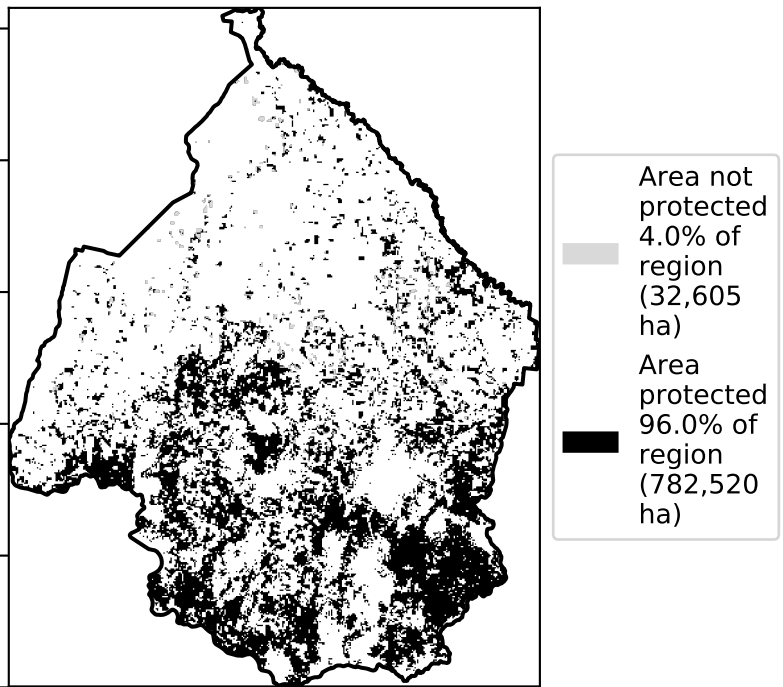 Area not
protected
4.0% of
region
(32,605
ha)
Area
protected
96.0% of
region
(782,520
ha)